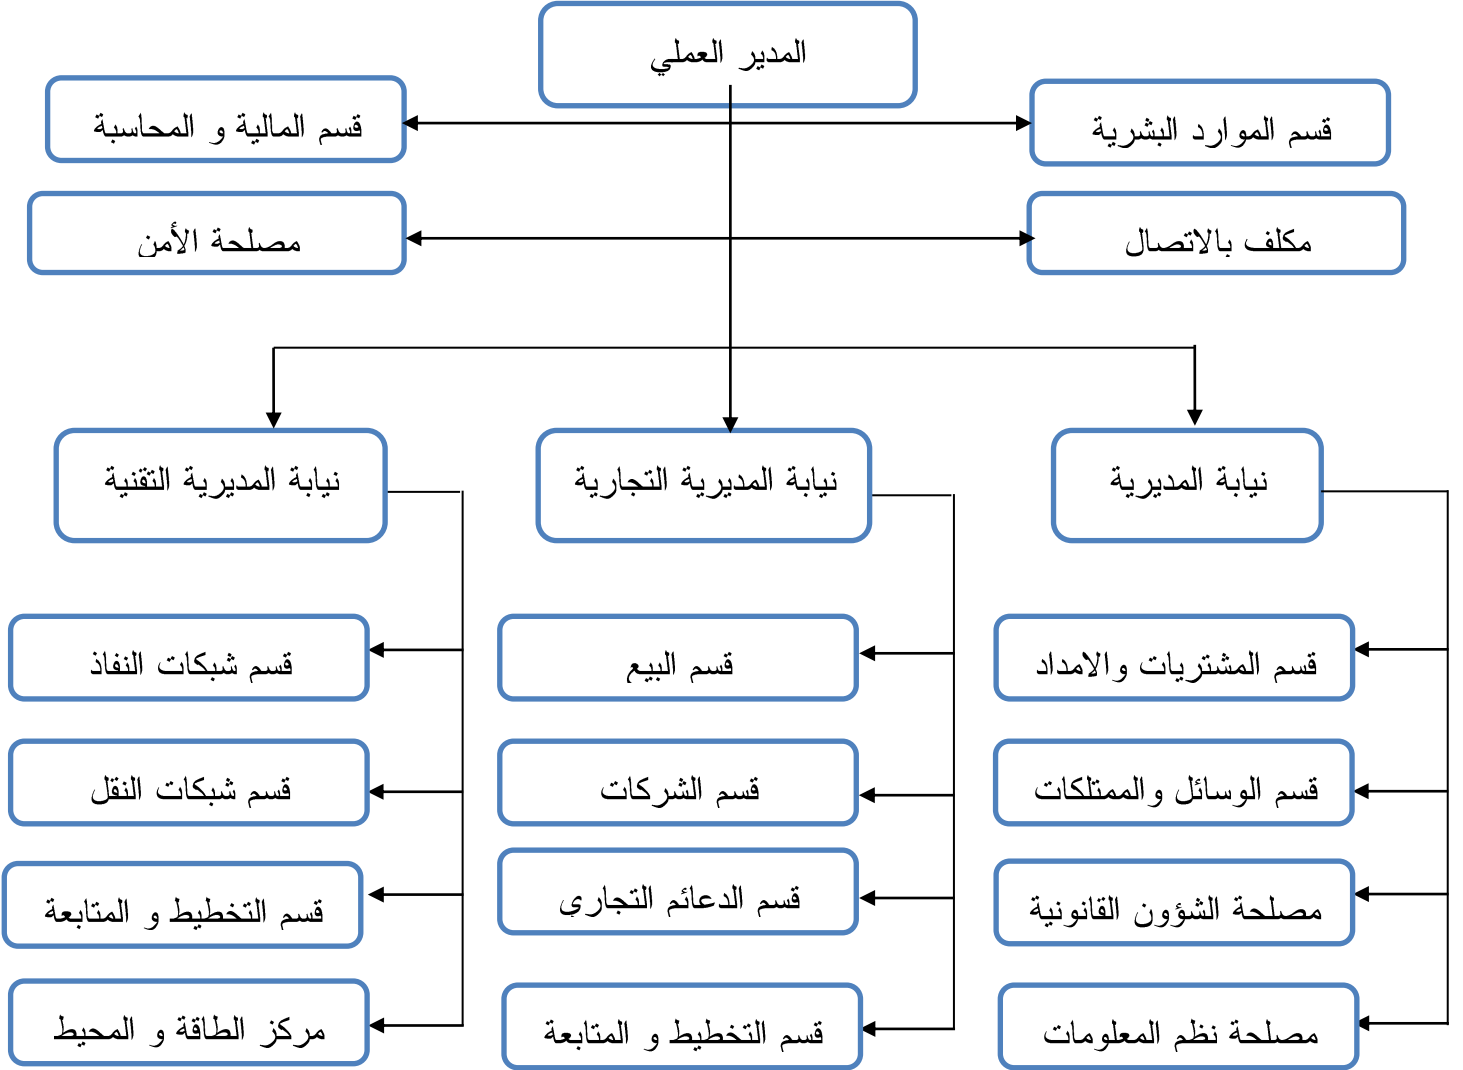 المدير العملي
قسم الموارد البشرية
قسم المالية و المحاسبة
مكلف بالاتصال
مصلحة الأمن
نيابة المديرية
نيابة المديرية التجارية
نيابة المديرية التقنية
قسم المشتريات والامداد
قسم البيع
قسم شبكات النفاذ
قسم الوسائل والممتلكات
قسم الشركات
قسم شبكات النقل
مصلحة الشؤون القانونية
قسم الدعائم التجارى
قسم التخطيط و المتابعة
مصلحة نظم المعلومات
قسم التخطيط و المتابعة
مركز الطاقة و المحيط